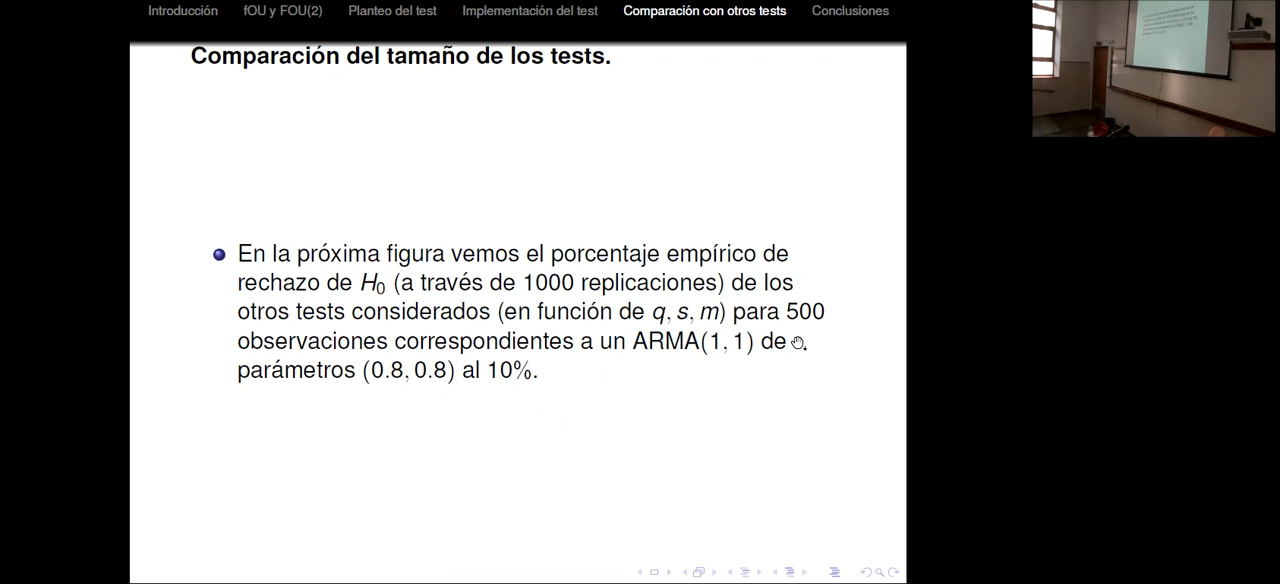 Introducción fOU y FOU(2) Planteo del test Implementación del test Comparación con otros tests Conclusiones
Comparación del tamaño de los tests.
En la próxima figura vemos el porcentaje empírico de
rechazo de H₀ (a través de 1000 replicaciones) de los
otros tests considerados (en función de q, s, m) para 500
observaciones correspondientes a un ARMA(1, 1) de
parámetros (0.8, 0.8) al 10%.